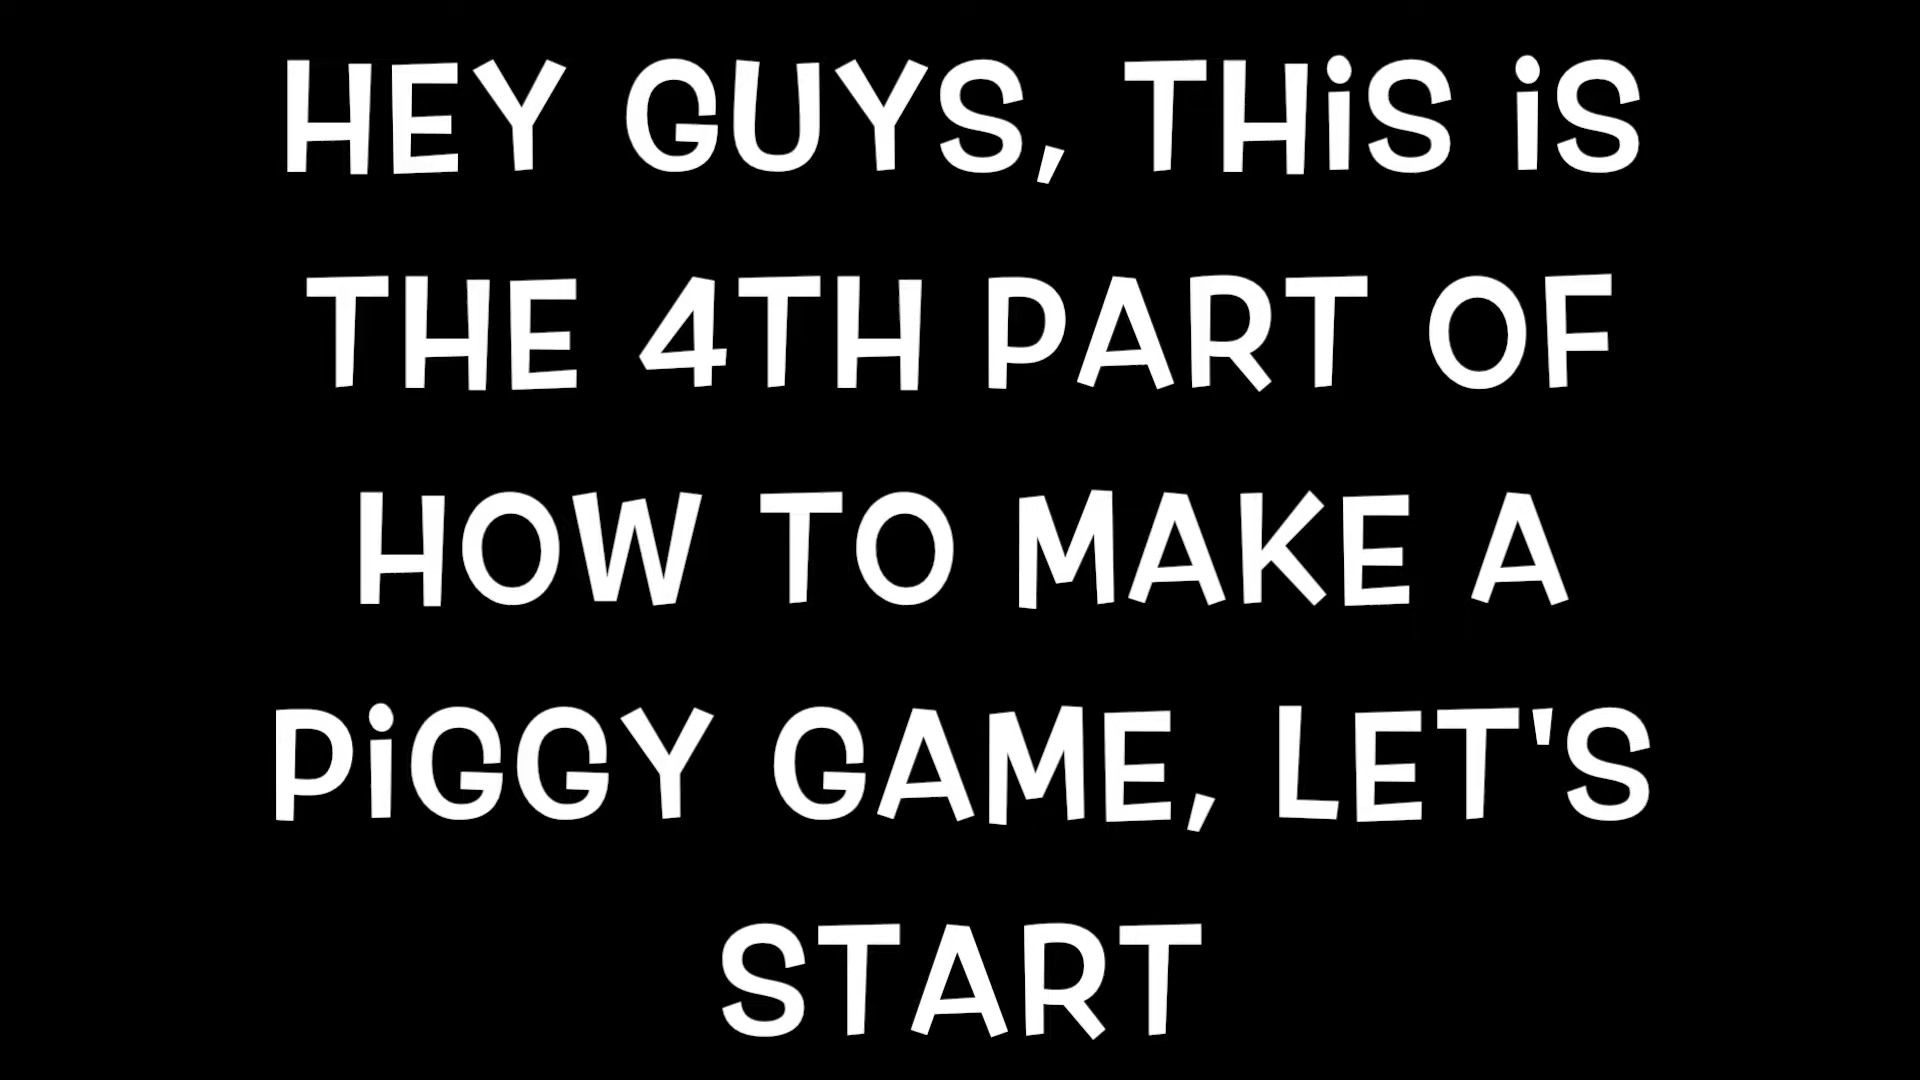 HEY GUYS, THiS iS
THE 4TH PART OF
HOW TO MAKE A
PiGGY GAME, LET'S
START